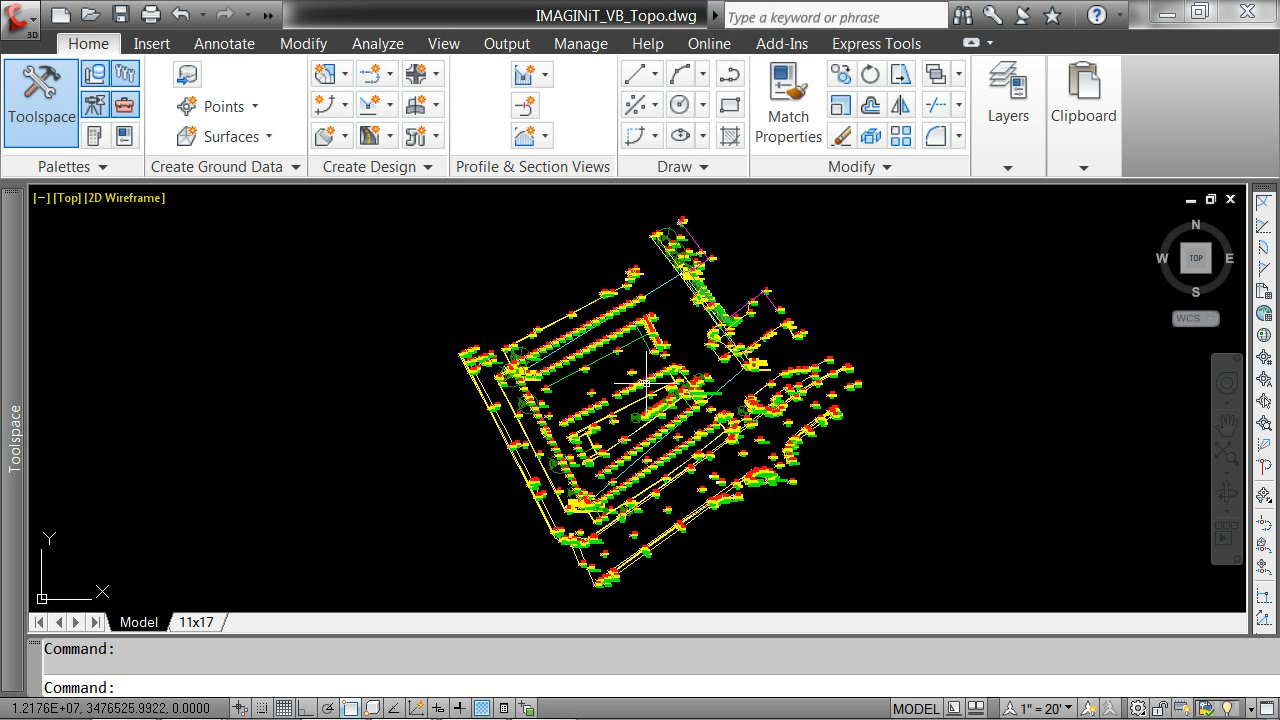 3D
IMAGINiT_VB_Topo.dwg
Type a keyword or phrase
Home Insert Annotate Modify Analyze View Output Manage Help Online Add-Ins Express Tools
Toolspace
Points
Surfaces
Match
Properties
Layers
Clipboard
Palettes
Create Ground Data
Create Design
Profile & Section Views
Draw
Modify
[−] [Top] [2D Wireframe]
N
W TOP E
S
WCS
Toolspace
Y
X
Model 11x17
Command:
Command:
1.2176E+07, 3476525.9922, 0.0000
MODEL
1" = 20'